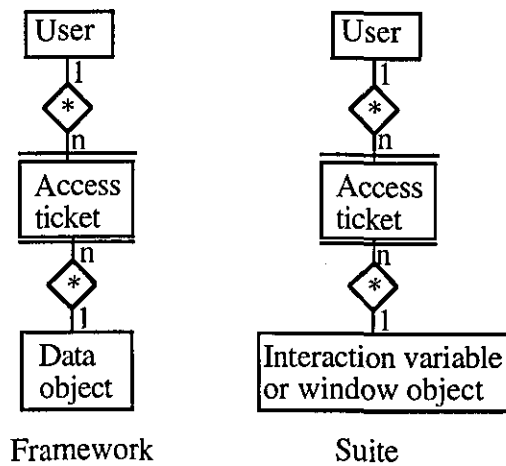 User
1
*
n
Access
ticket
n
*
1
Data
object
Framework
User
1
*
n
Access
ticket
n
*
1
Interaction variable
or window object
Suite